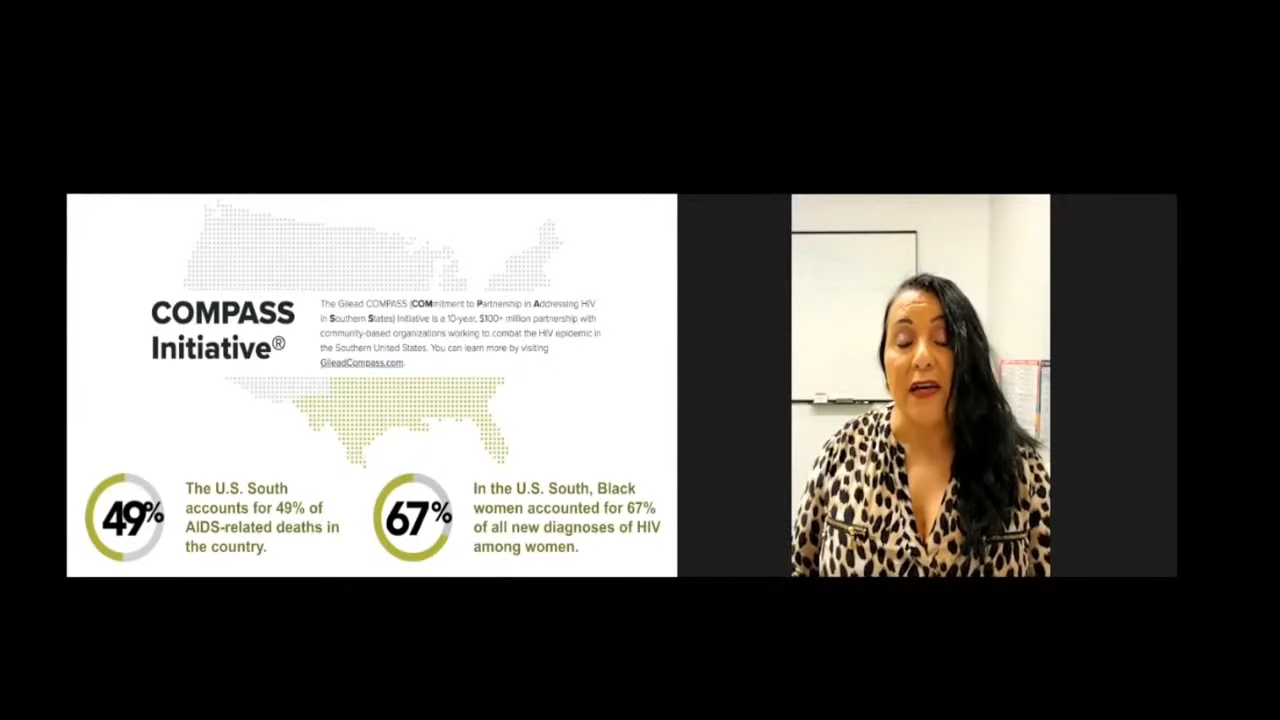 COMPASS
Initiative®
The Gilead COMPASS (COMmitment to Partnership in Addressing HIV
in Southern States) Initiative is a 10-year, $100+ million partnership with
community-based organizations working to combat the HIV epidemic in
the Southern United States. You can learn more by visiting
GileadCompass.com.
49%
The U.S. South
accounts for 49% of
AIDS-related deaths in
the country.
67%
In the U.S. South, Black
women accounted for 67%
of all new diagnoses of HIV
among women.